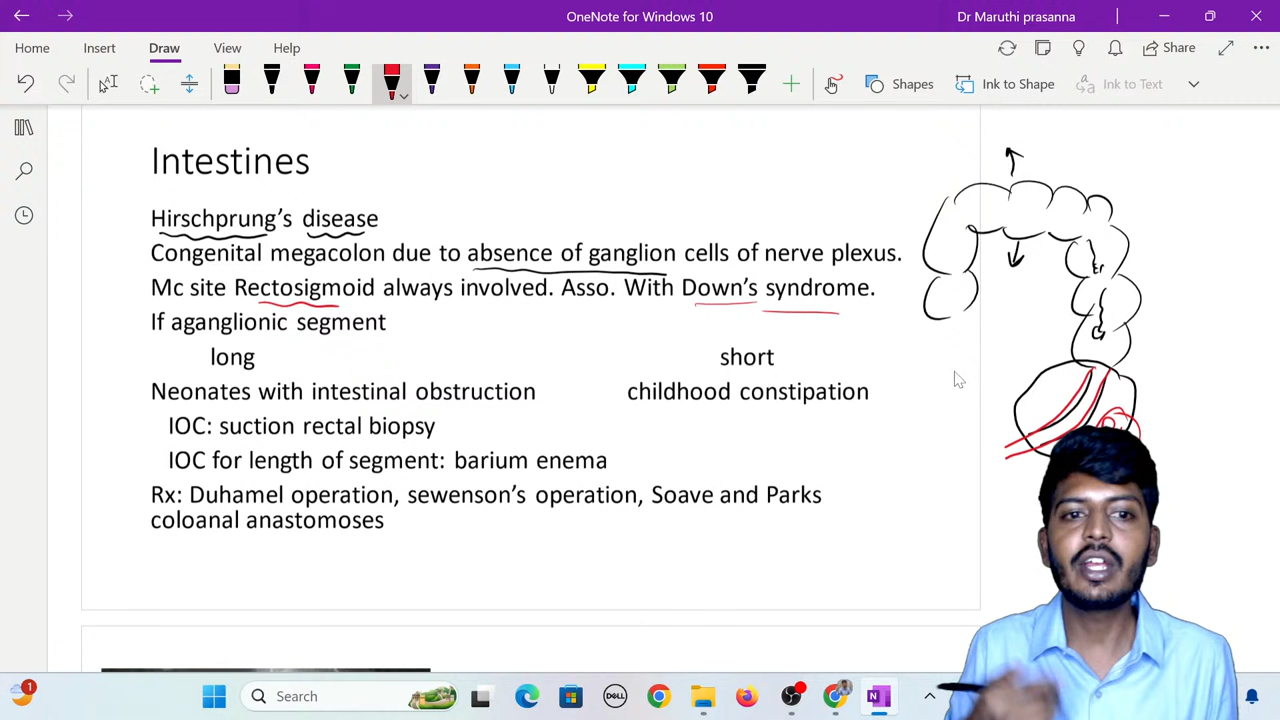 OneNote for Windows 10
Dr Maruthi prasanna
Home Insert Draw View Help
Share
Shapes
Ink to Shape
Ink to Text
Intestines
Hirschprung's disease
Congenital megacolon due to absence of ganglion cells of nerve plexus.
Mc site Rectosigmoid always involved. Asso. With Down's syndrome.
If aganglionic segment
long short
Neonates with intestinal obstruction childhood constipation
IOC: suction rectal biopsy
IOC for length of segment: barium enema
Rx: Duhamel operation, sewenson's operation, Soave and Parks
coloanal anastomoses
1
Search
DELL